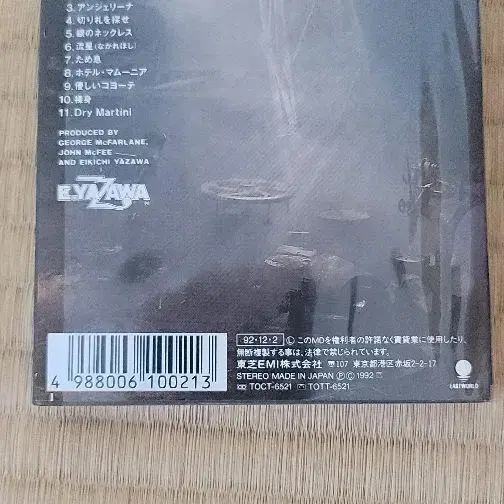 3. アンジェリーナ
4. 切り札を探せ
5. 銀のネックレス
6. 流星(ながれぼし)
7. ため息
8. ホテル・マムーニア
9. 優しいコヨーテ
10. 裸身
11. Dry Martini
PRODUCED BY
GEORGE McFARLANE,
JOHN McFEE
AND EIKICHI YAZAWA
E.YAZAWA
92・12・2 Ⓛ このMDを権利者の許諾なく賃貸業に使用したり、
無断複製する事は、法律で禁じられています。
東芝EMI株式会社 〒107 東京都港区赤坂2-2-17
STEREO MADE IN JAPAN ⓅⒸ 1992
TOCT-6521 TOTT-6521
EASTWORLD
4 988006 100213